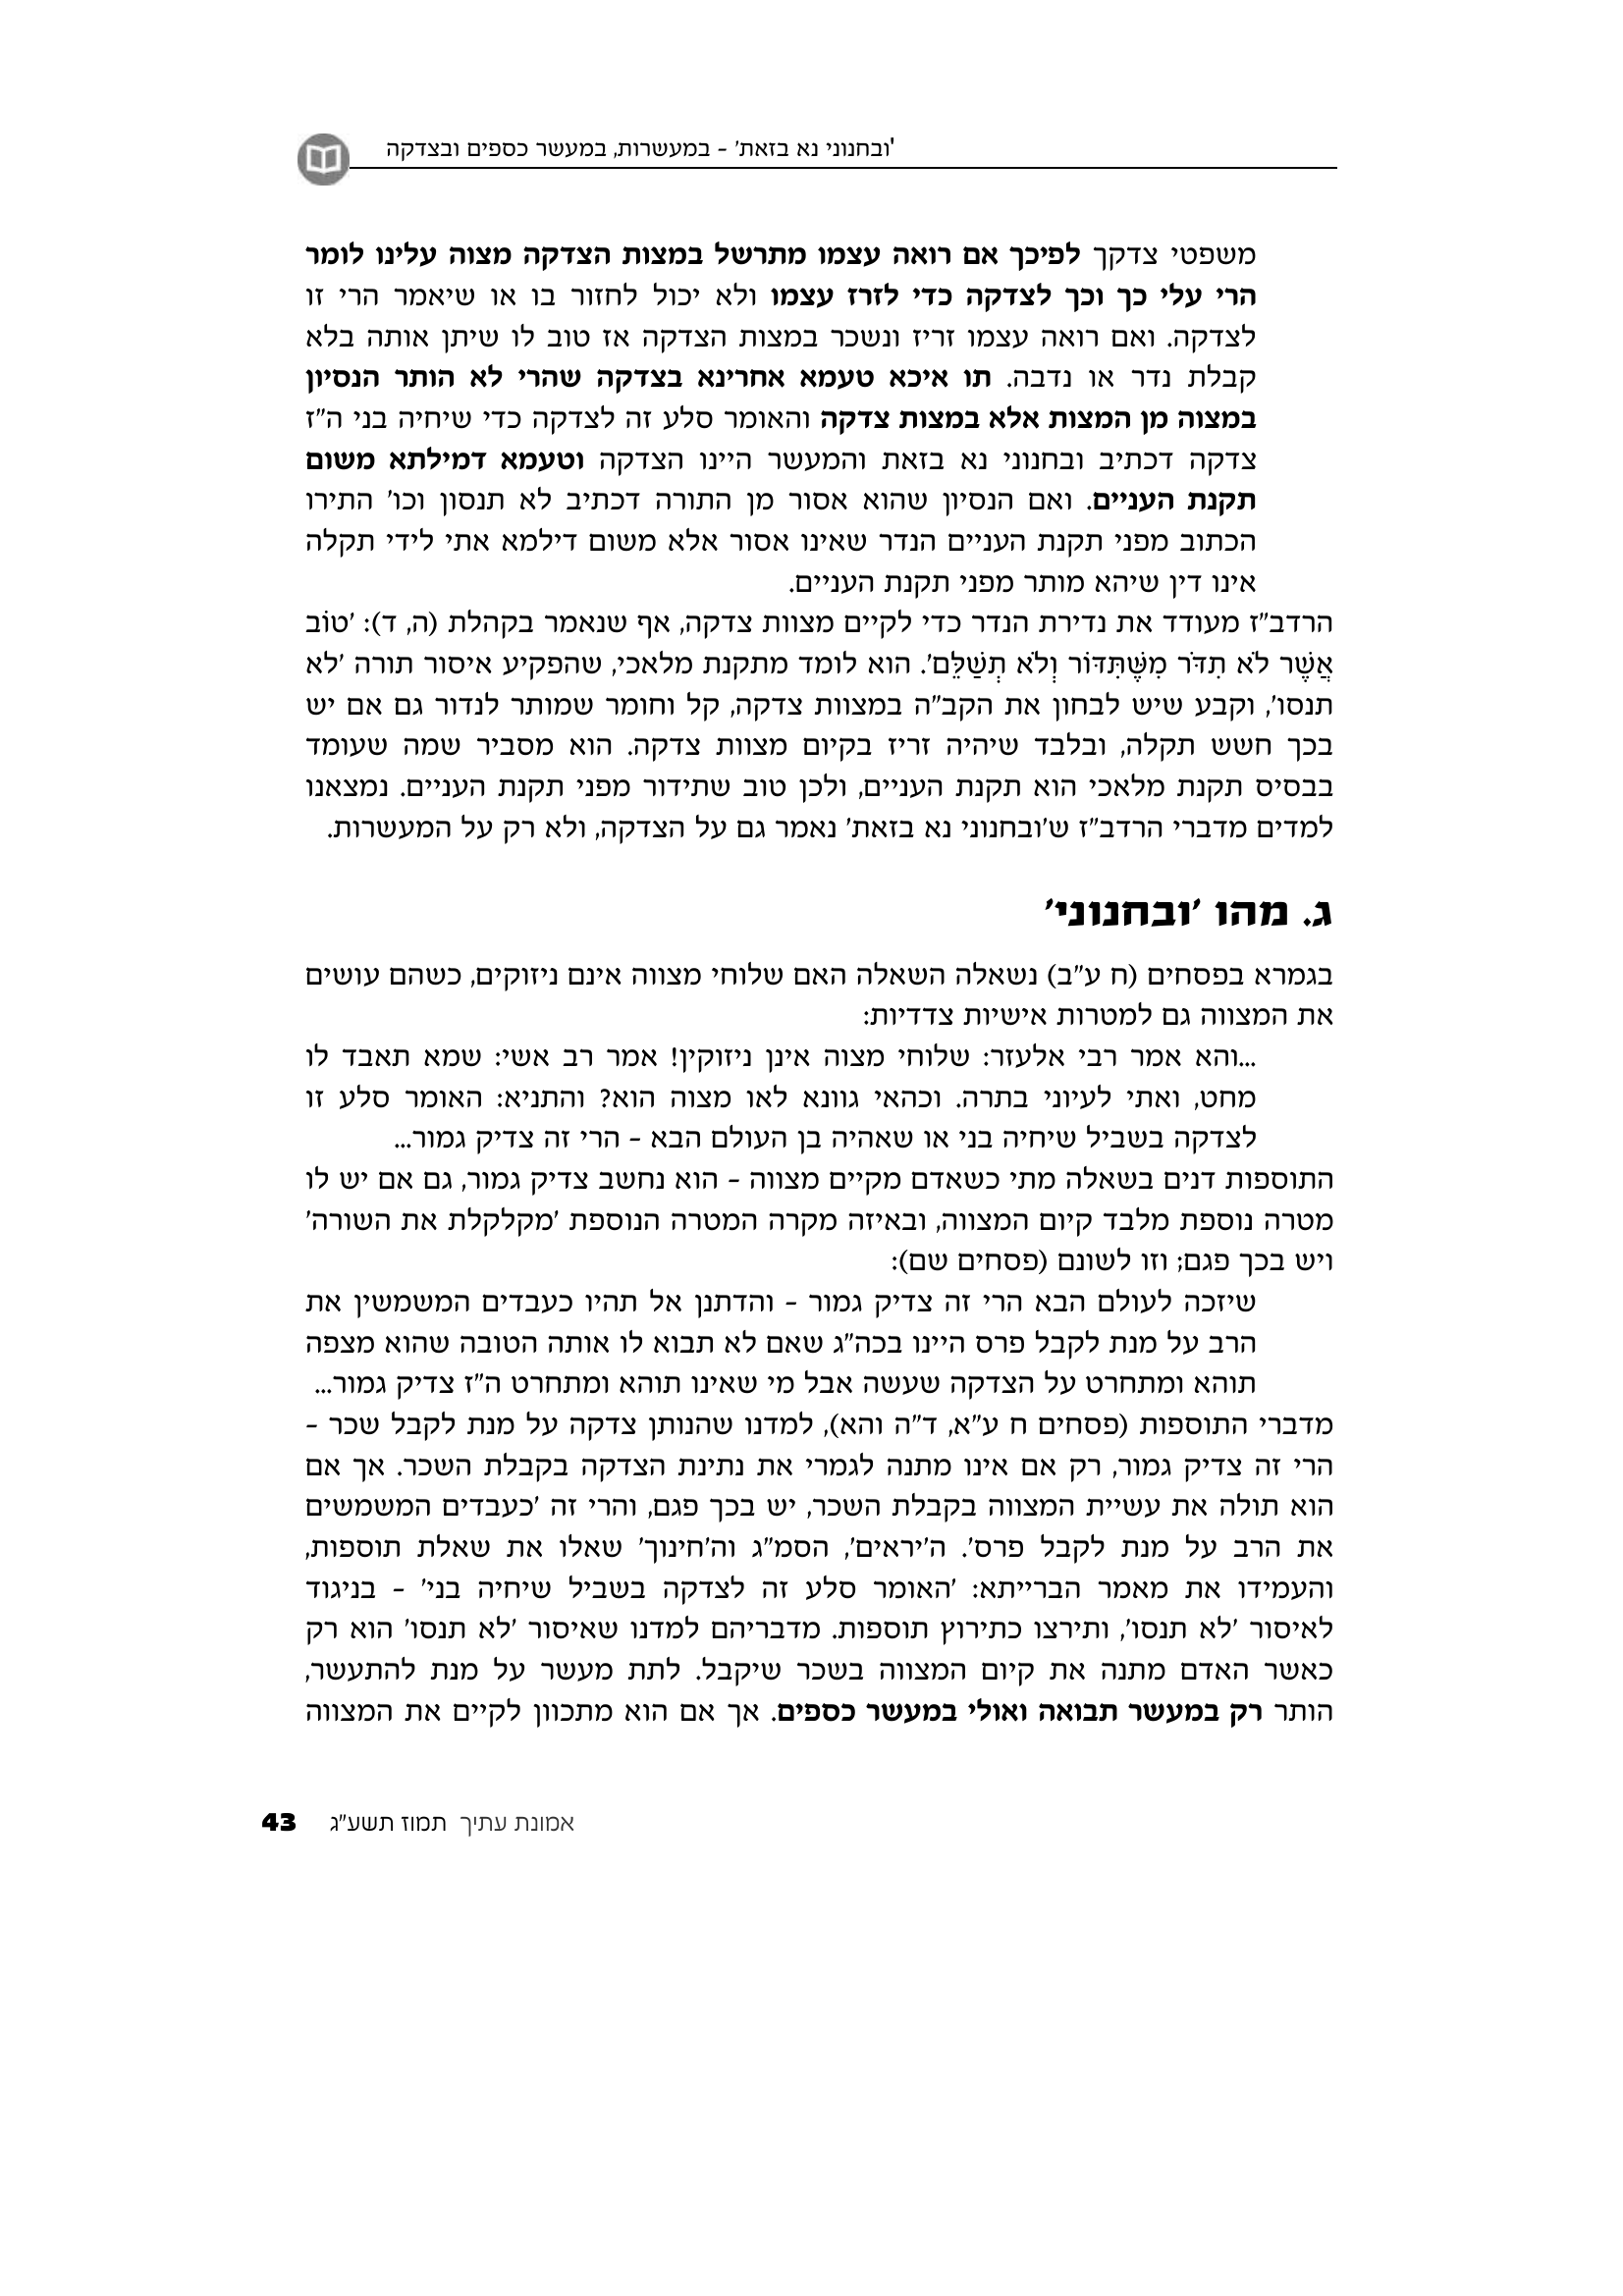 'ובחנוני נא בזאת' – במעשרות, במעשר כספים ובצדקה
משפטי צדקך לפיכך אם רואה עצמו מתרשל במצות הצדקה מצוה עלינו לומר
הרי עלי כך וכך לצדקה כדי לזרז עצמו ולא יכול לחזור בו או שיאמר הרי זו
לצדקה. ואם רואה עצמו זריז ונשכר במצות הצדקה אז טוב לו שיתן אותה בלא
קבלת נדר או נדבה. תו איכא טעמא אחרינא בצדקה שהרי לא הותר הנסיון
במצוה מן המצות אלא במצות צדקה והאומר סלע זה לצדקה כדי שיחיה בני ה"ז
צדקה דכתיב ובחנוני נא בזאת והמעשר היינו הצדקה וטעמא דמילתא משום
תקנת העניים. ואם הנסיון שהוא אסור מן התורה דכתיב לא תנסון וכו' התירו
הכתוב מפני תקנת העניים הנדר שאינו אסור אלא משום דילמא אתי לידי תקלה
אינו דין שיהא מותר מפני תקנת העניים.
הרדב"ז מעודד את נדירת הנדר כדי לקיים מצוות צדקה, אף שנאמר בקהלת (ה, ד): 'טוֹב
אֲשֶׁר לֹא תִדֹּר מִשֶּׁתִּדּוֹר וְלֹא תְשַׁלֵּם'. הוא לומד מתקנת מלאכי, שהפקיע איסור תורה 'לא
תנסו', וקבע שיש לבחון את הקב"ה במצוות צדקה, קל וחומר שמותר לנדור גם אם יש
בכך חשש תקלה, ובלבד שיהיה זריז בקיום מצוות צדקה. הוא מסביר שמה שעומד
בבסיס תקנת מלאכי הוא תקנת העניים, ולכן טוב שתידור מפני תקנת העניים. נמצאנו
למדים מדברי הרדב"ז ש'ובחנוני נא בזאת' נאמר גם על הצדקה, ולא רק על המעשרות.
ג. מהו 'ובחנוני'
בגמרא בפסחים (ח ע"ב) נשאלה השאלה האם שלוחי מצווה אינם ניזוקים, כשהם עושים
את המצווה גם למטרות אישיות צדדיות:
...והא אמר רבי אלעזר: שלוחי מצוה אינן ניזוקין! אמר רב אשי: שמא תאבד לו
מחט, ואתי לעיוני בתרה. וכהאי גוונא לאו מצוה הוא? והתניא: האומר סלע זו
לצדקה בשביל שיחיה בני או שאהיה בן העולם הבא – הרי זה צדיק גמור...
התוספות דנים בשאלה מתי כשאדם מקיים מצווה – הוא נחשב צדיק גמור, גם אם יש לו
מטרה נוספת מלבד קיום המצווה, ובאיזה מקרה המטרה הנוספת 'מקלקלת את השורה'
ויש בכך פגם; וזו לשונם (פסחים שם):
שיזכה לעולם הבא הרי זה צדיק גמור – והדתנן אל תהיו כעבדים המשמשין את
הרב על מנת לקבל פרס היינו בכה"ג שאם לא תבוא לו אותה הטובה שהוא מצפה
תוהא ומתחרט על הצדקה שעשה אבל מי שאינו תוהא ומתחרט ה"ז צדיק גמור...
מדברי התוספות (פסחים ח ע"א, ד"ה והא), למדנו שהנותן צדקה על מנת לקבל שכר –
הרי זה צדיק גמור, רק אם אינו מתנה לגמרי את נתינת הצדקה בקבלת השכר. אך אם
הוא תולה את עשיית המצווה בקבלת השכר, יש בכך פגם, והרי זה 'כעבדים המשמשים
את הרב על מנת לקבל פרס'. ה'יראים', הסמ"ג וה'חינוך' שאלו את שאלת תוספות,
והעמידו את מאמר הברייתא: 'האומר סלע זה לצדקה בשביל שיחיה בני' – בניגוד
לאיסור 'לא תנסו', ותירצו כתירוץ תוספות. מדבריהם למדנו שאיסור 'לא תנסו' הוא רק
כאשר האדם מתנה את קיום המצווה בשכר שיקבל. לתת מעשר על מנת להתעשר,
הותר רק במעשר תבואה ואולי במעשר כספים. אך אם הוא מתכוון לקיים את המצווה
אמונת עתיך תמוז תשע"ג 43